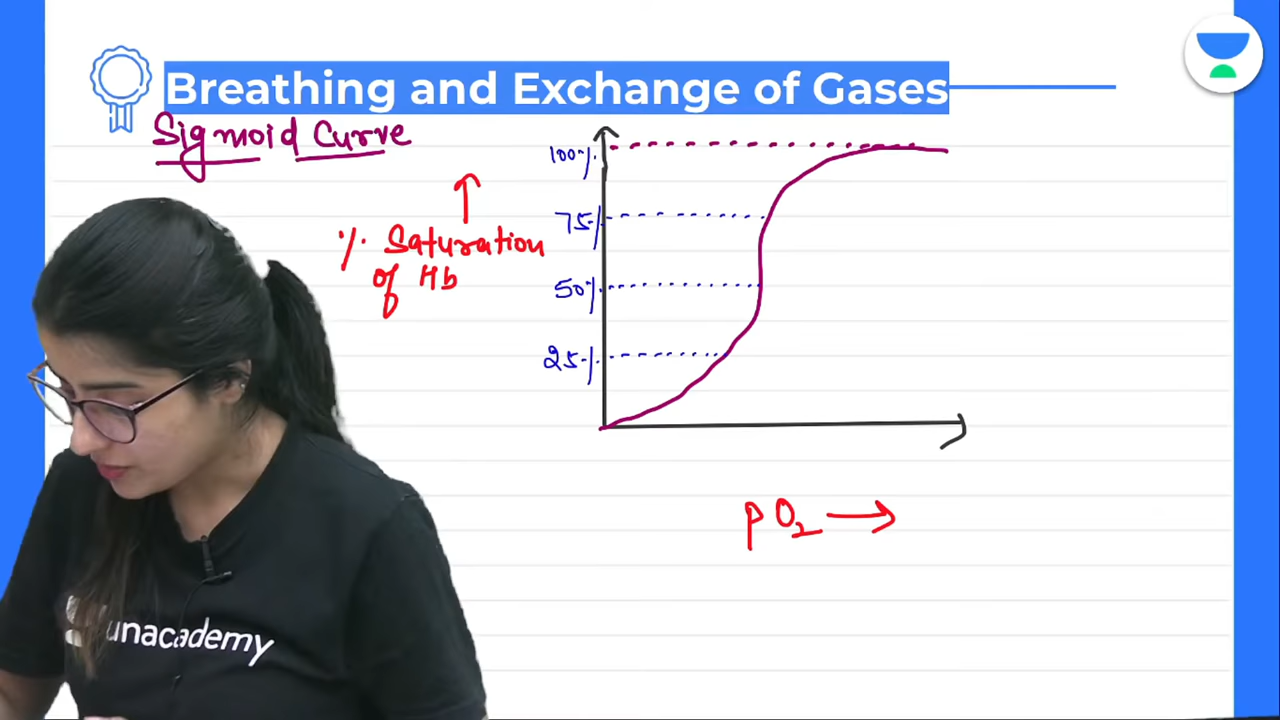 Breathing and Exchange of Gases
Sigmoid Curve
% Saturation
of Hb
100%
75%
50%
25%
pO₂ →
unacademy